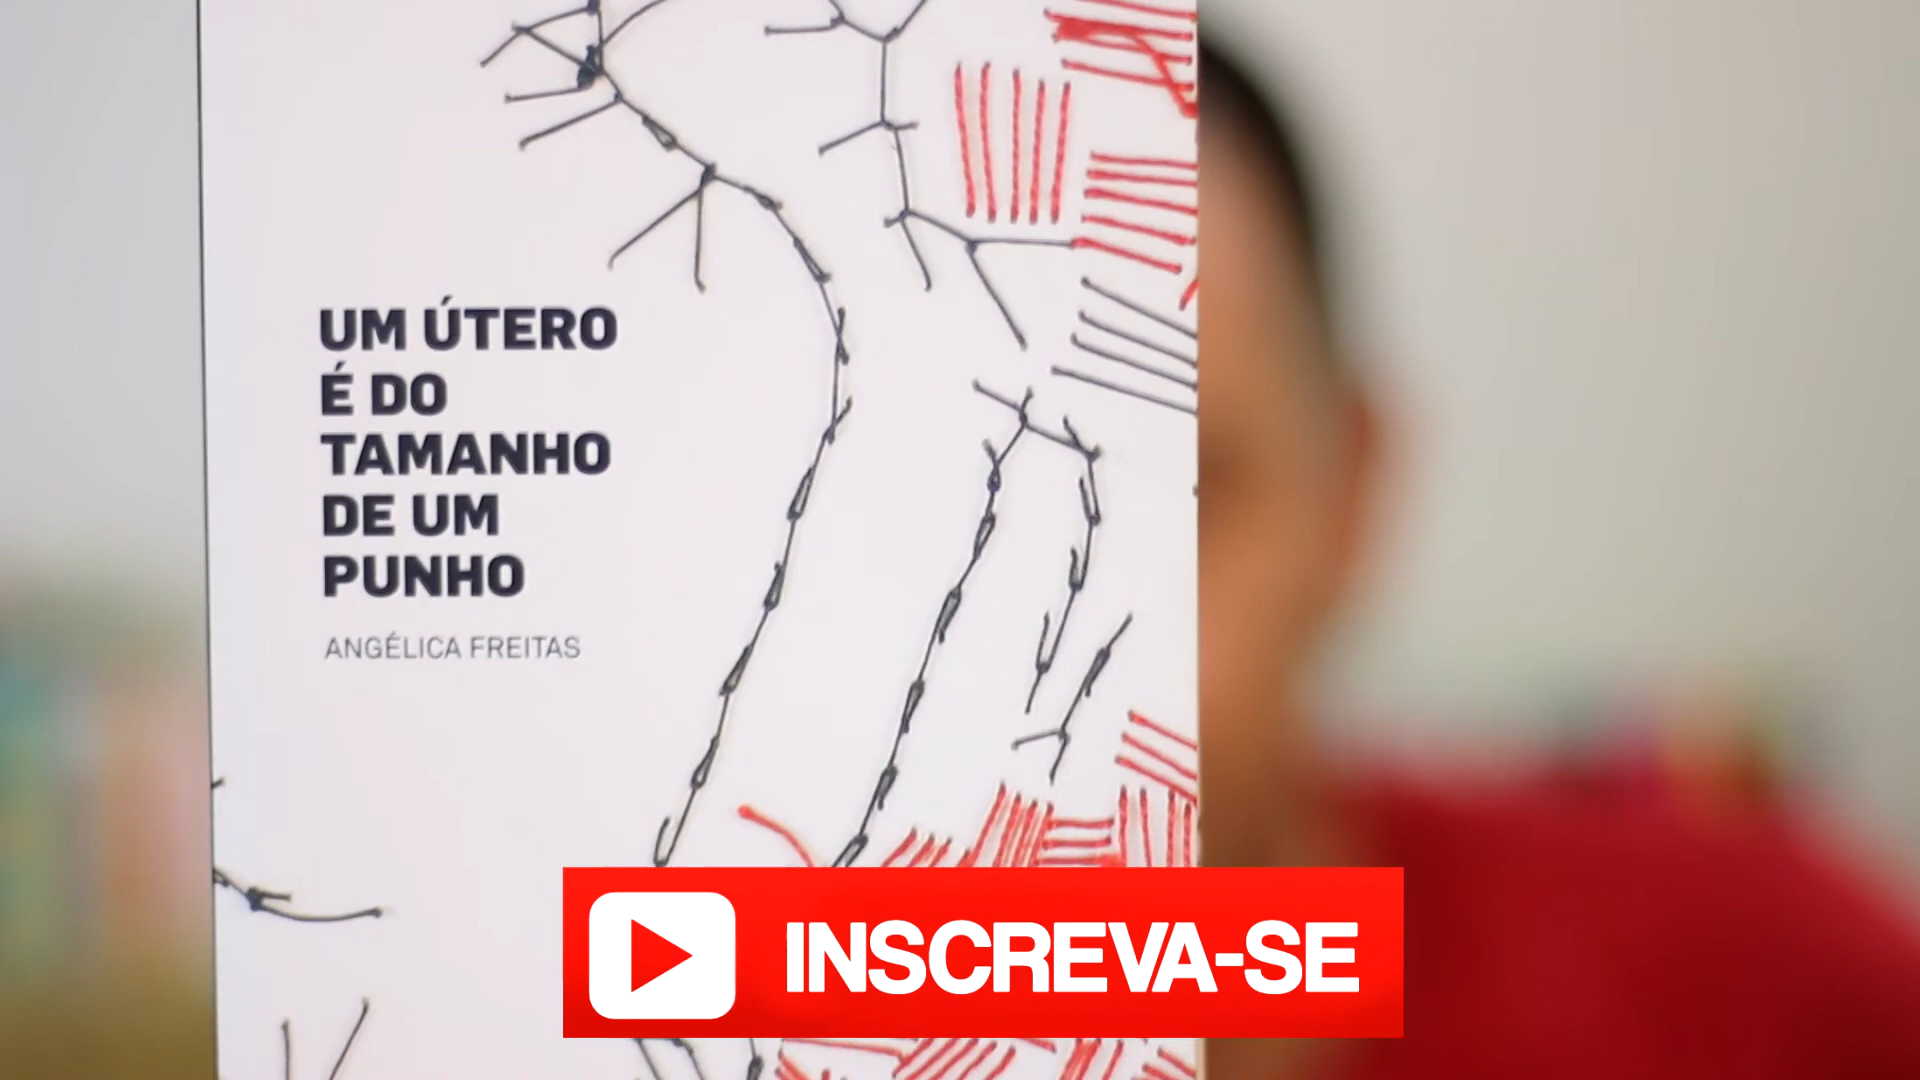 UM ÚTERO
É DO
TAMANHO
DE UM
PUNHO
ANGÉLICA FREITAS
INSCREVA-SE